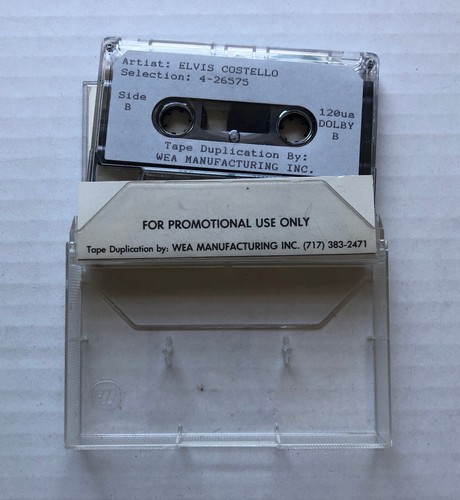 Artist: ELVIS COSTELLO
Selection: 4-26575
Side
B
120us
DOLBY
B
Tape Duplication By:
WEA MANUFACTURING INC.
FOR PROMOTIONAL USE ONLY
Tape Duplication by: WEA MANUFACTURING INC. (717) 383-2471